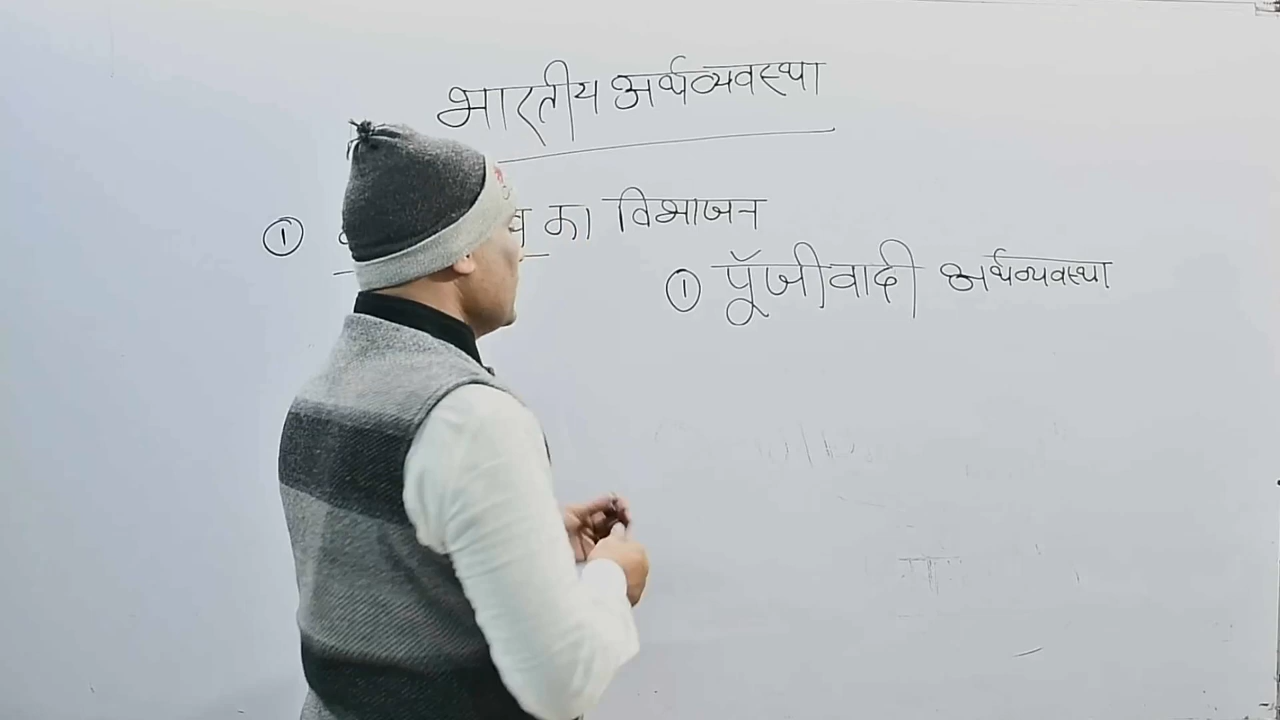 भारतीय अर्थव्यवस्था
① का विभाजन
① पूँजीवादी अर्थव्यवस्था